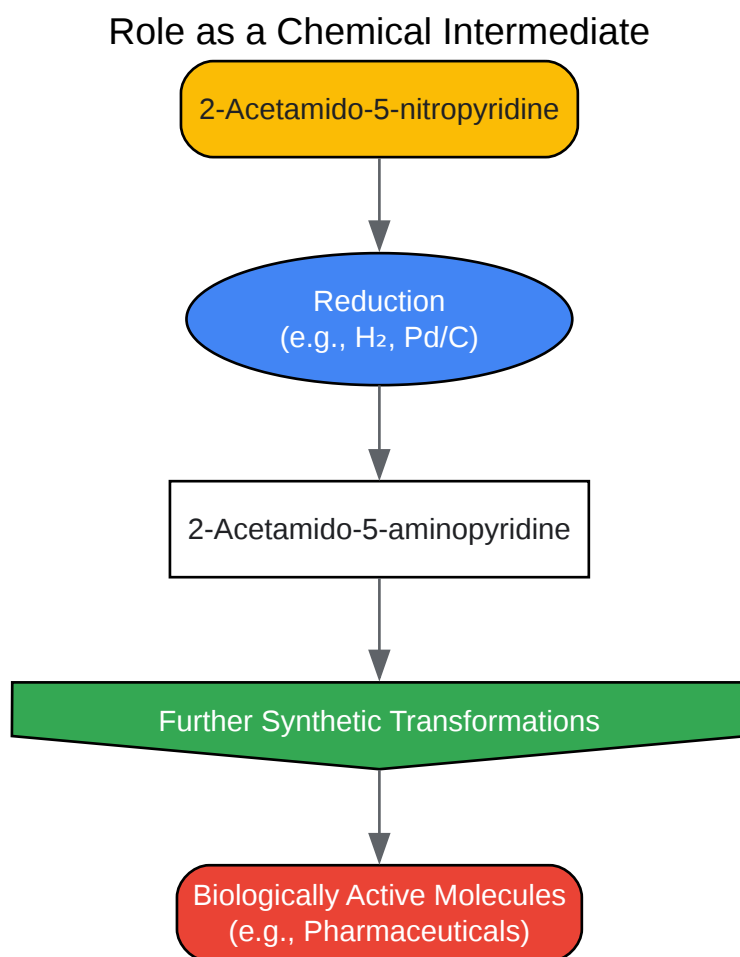 Role as a Chemical Intermediate
2-Acetamido-5-nitropyridine
Reduction
(e.g., H₂, Pd/C)
2-Acetamido-5-aminopyridine
Further Synthetic Transformations
Biologically Active Molecules
(e.g., Pharmaceuticals)